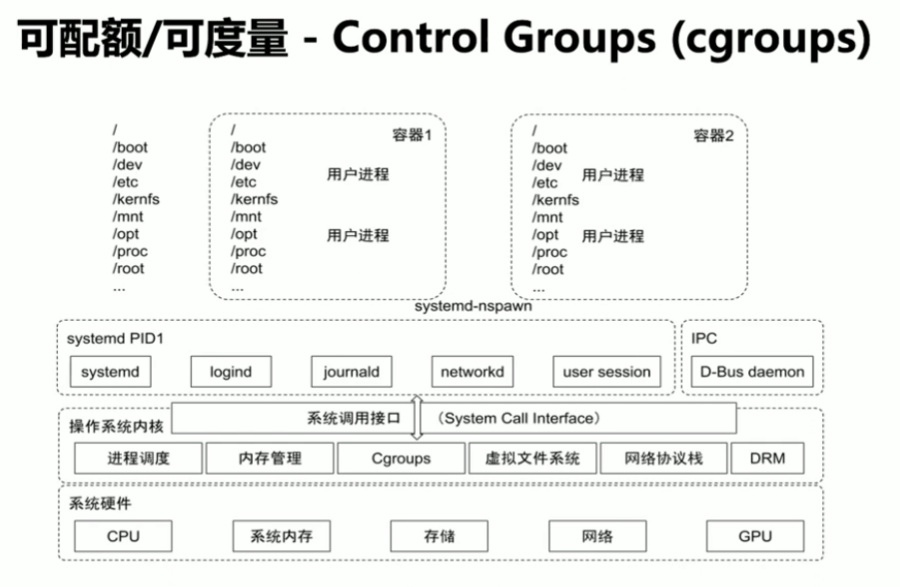 可配额/可度量 - Control Groups (cgroups)
/
/boot
/dev
/etc
/kernfs
/mnt
/opt
/proc
/root
...
容器1
/
/boot
/dev
/etc
/kernfs
/mnt
/opt
/proc
/root
...
用户进程
用户进程
容器2
/
/boot
/dev
/etc
/kernfs
/mnt
/opt
/proc
/root
...
用户进程
用户进程
systemd-nspawn
systemd PID1
systemd
logind
journald
networkd
user session
IPC
D-Bus daemon
系统调用接口 (System Call Interface)
操作系统内核
进程调度
内存管理
Cgroups
虚拟文件系统
网络协议栈
DRM
系统硬件
CPU
系统内存
存储
网络
GPU